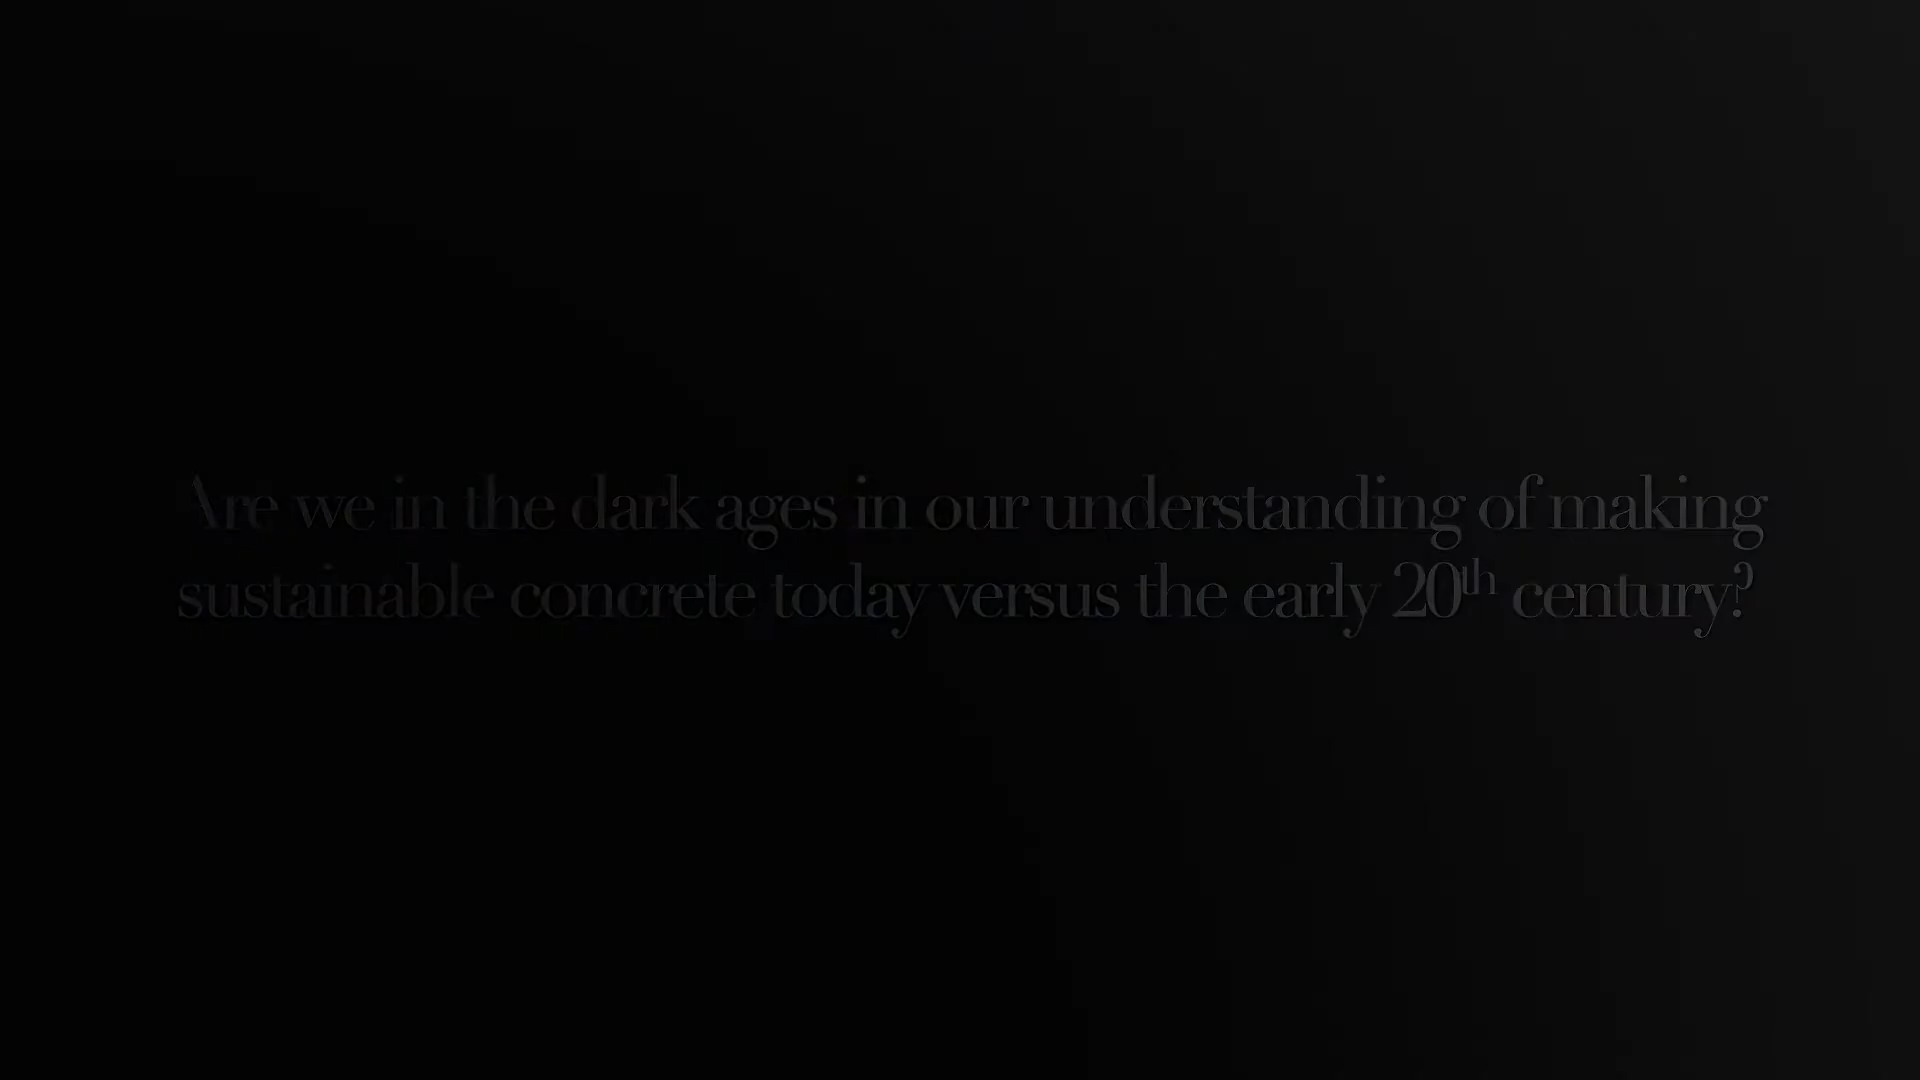 Are we in the dark ages in our understanding of making
sustainable concrete today versus the early 20th century?